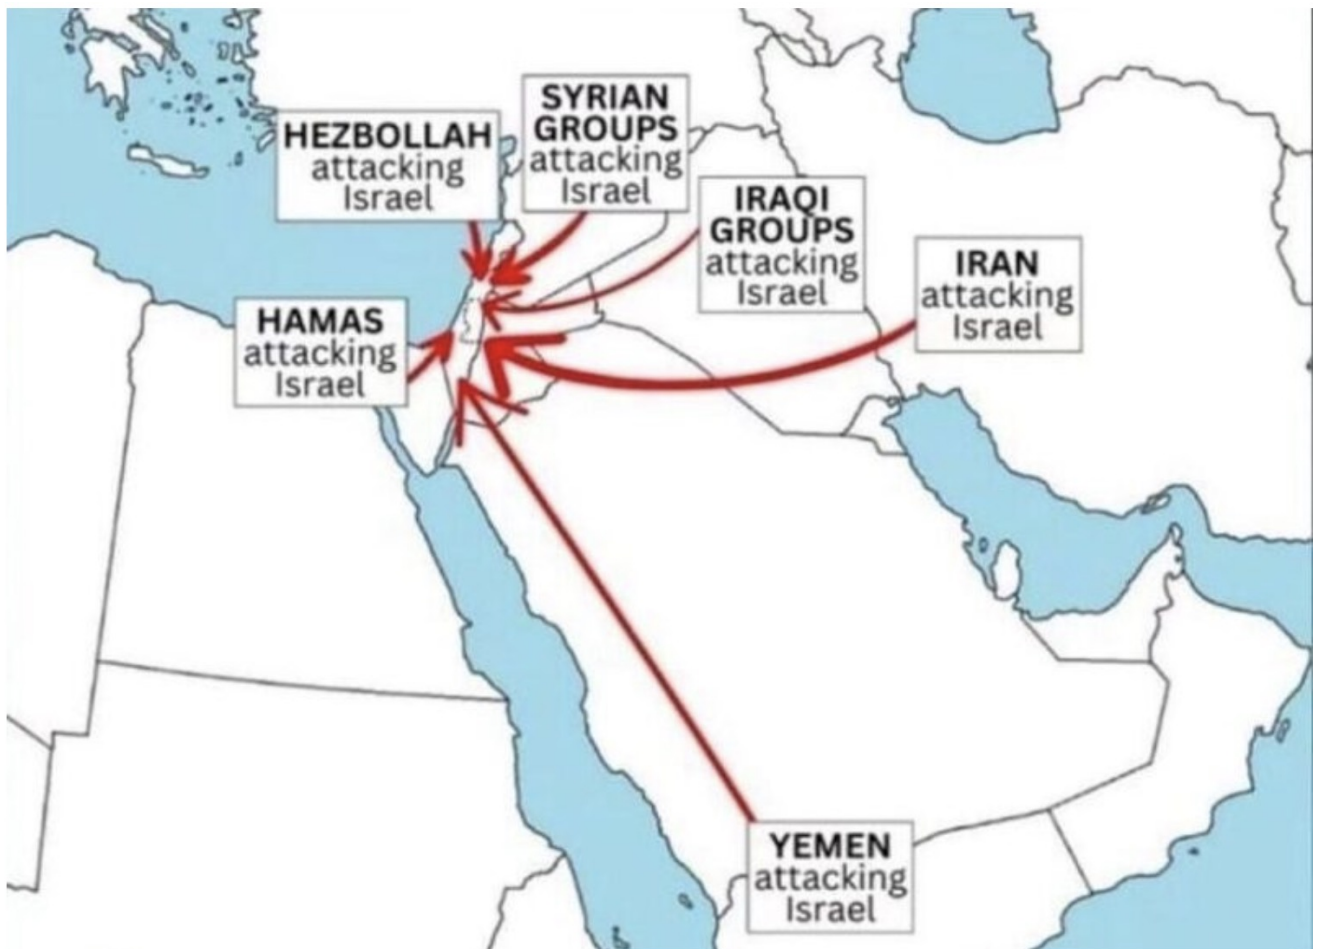 HEZBOLLAH
attacking
Israel
SYRIAN
GROUPS
attacking
Israel
IRAQI
GROUPS
attacking
Israel
IRAN
attacking
Israel
HAMAS
attacking
Israel
YEMEN
attacking
Israel